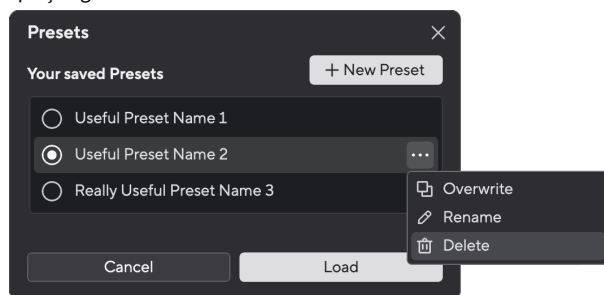 Presets
Your saved Presets
+ New Preset
Useful Preset Name 1
Useful Preset Name 2
Really Useful Preset Name 3
Overwrite
Rename
Delete
Cancel
Load